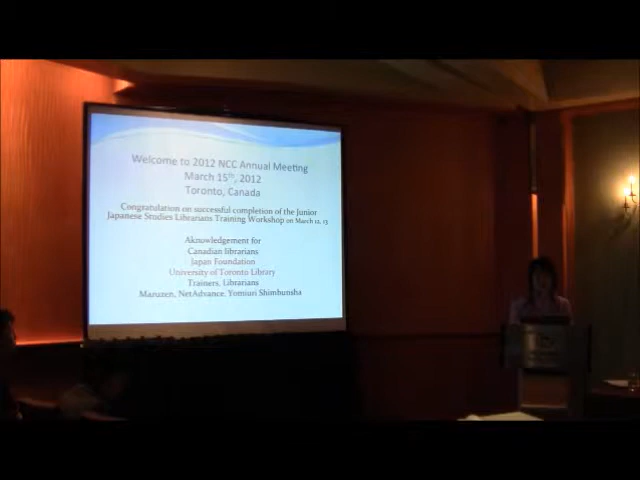 Welcome to 2012 NCC Annual Meeting
March 15th, 2012
Toronto, Canada
Congratulation on successful completion of the Junior
Japanese Studies Librarians Training Workshop on March 12, 13
Aknowledgement for
Canadian librarians
Japan Foundation
University of Toronto Library
Trainers, Librarians
Maruzen, NetAdvance, Yomiuri Shimbunsha